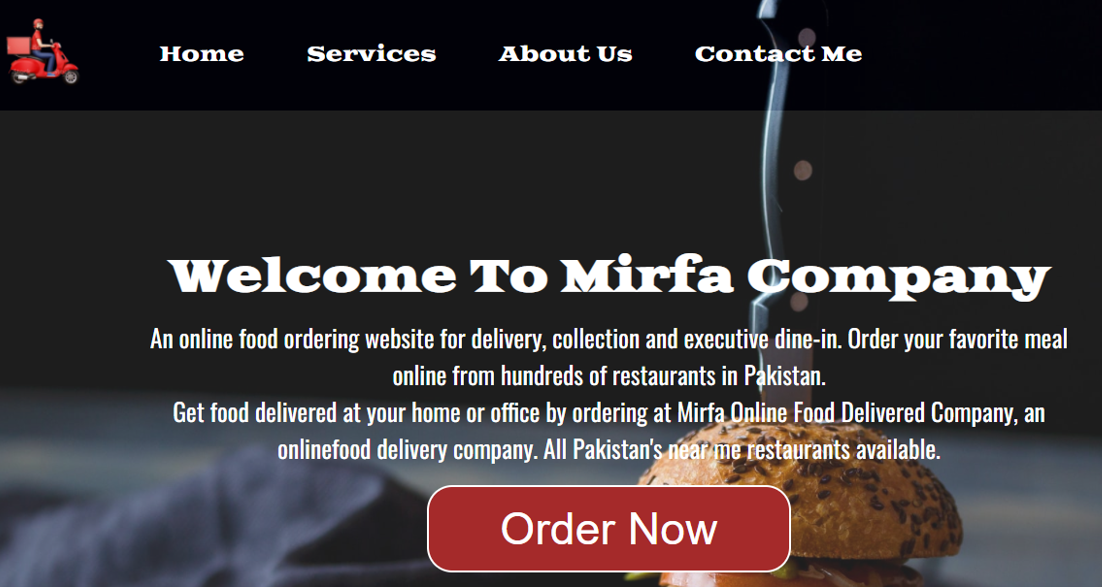 Home Services About Us Contact Me
Welcome To Mirfa Company
An online food ordering website for delivery, collection and executive dine-in. Order your favorite meal
online from hundreds of restaurants in Pakistan.
Get food delivered at your home or office by ordering at Mirfa Online Food Delivered Company, an
onlinefood delivery company. All Pakistan's near me restaurants available.
Order Now